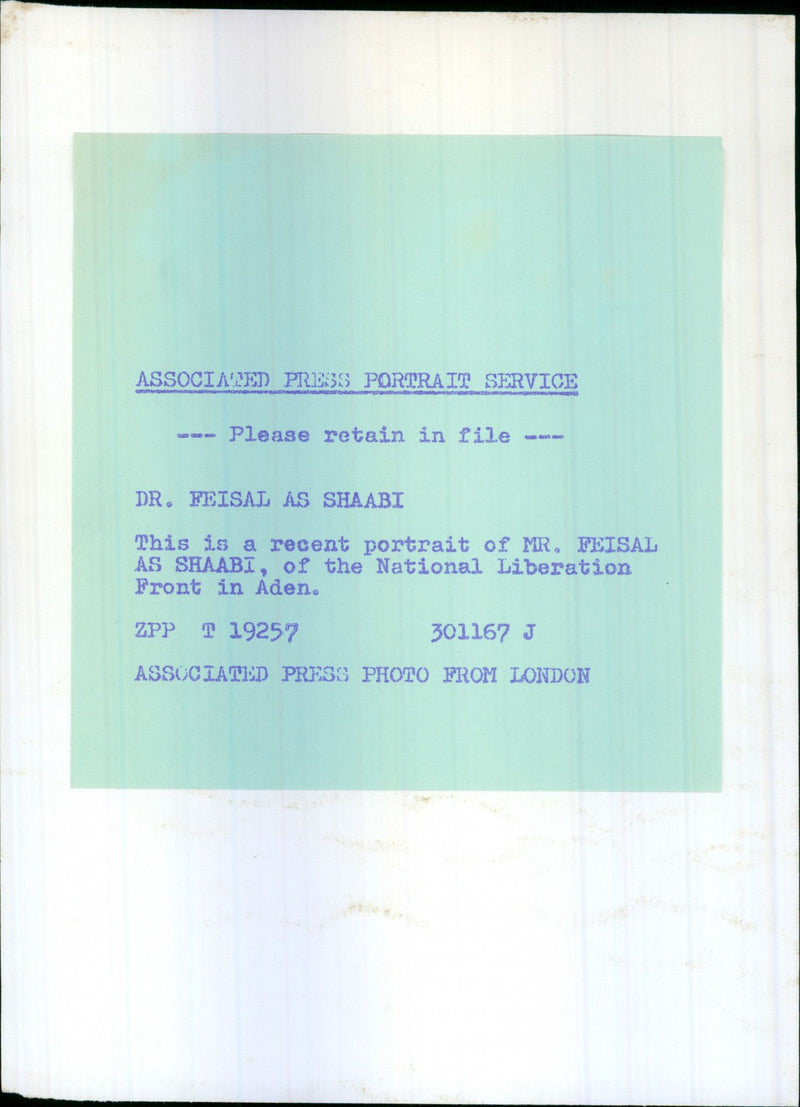 ASSOCIATED PRESS PORTRAIT SERVICE
--- Please retain in file ---
DR. FEISAL AS SHAABI
This is a recent portrait of MR. FEISAL
AS SHAABI, of the National Liberation
Front in Aden.
ZPP T 19257 301167 J
ASSOCIATED PRESS PHOTO FROM LONDON